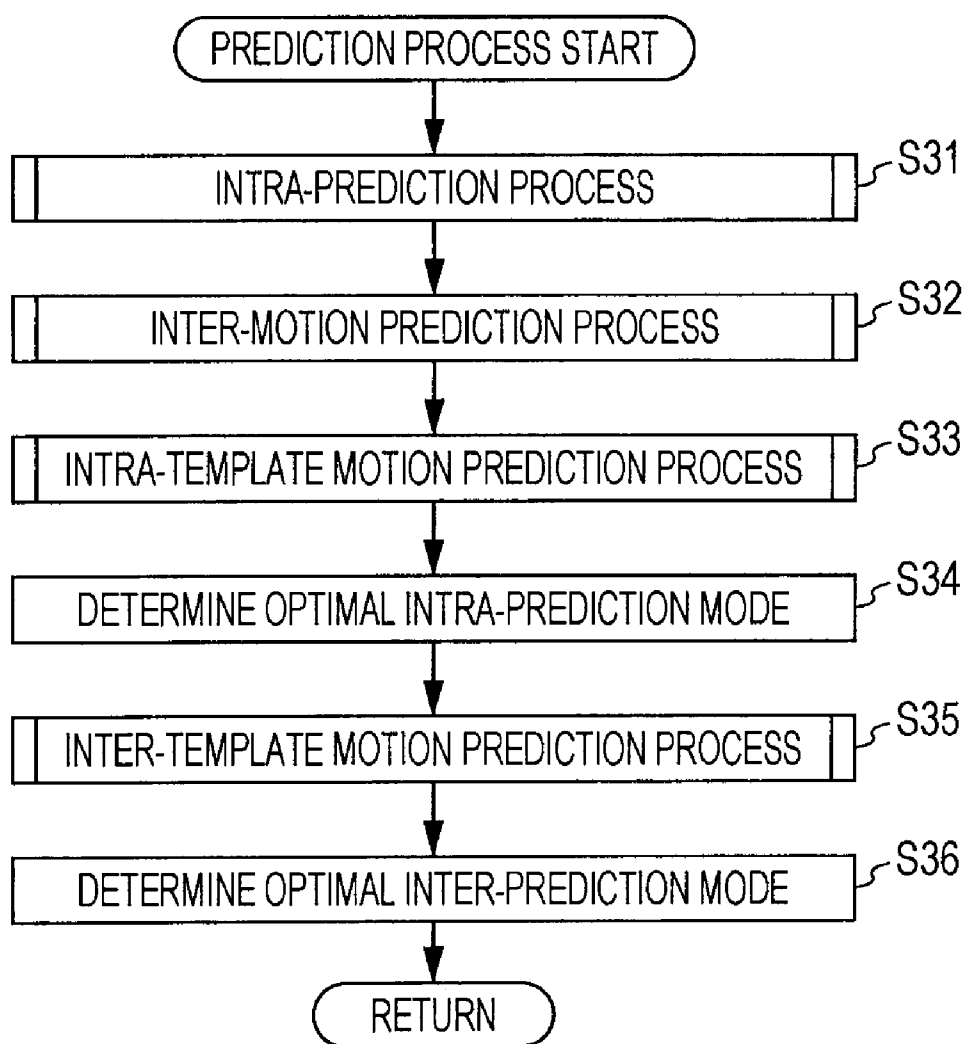 PREDICTION PROCESS START
INTRA-PREDICTION PROCESS
S31
INTER-MOTION PREDICTION PROCESS
S32
INTRA-TEMPLATE MOTION PREDICTION PROCESS
S33
DETERMINE OPTIMAL INTRA-PREDICTION MODE
S34
INTER-TEMPLATE MOTION PREDICTION PROCESS
S35
DETERMINE OPTIMAL INTER-PREDICTION MODE
S36
RETURN